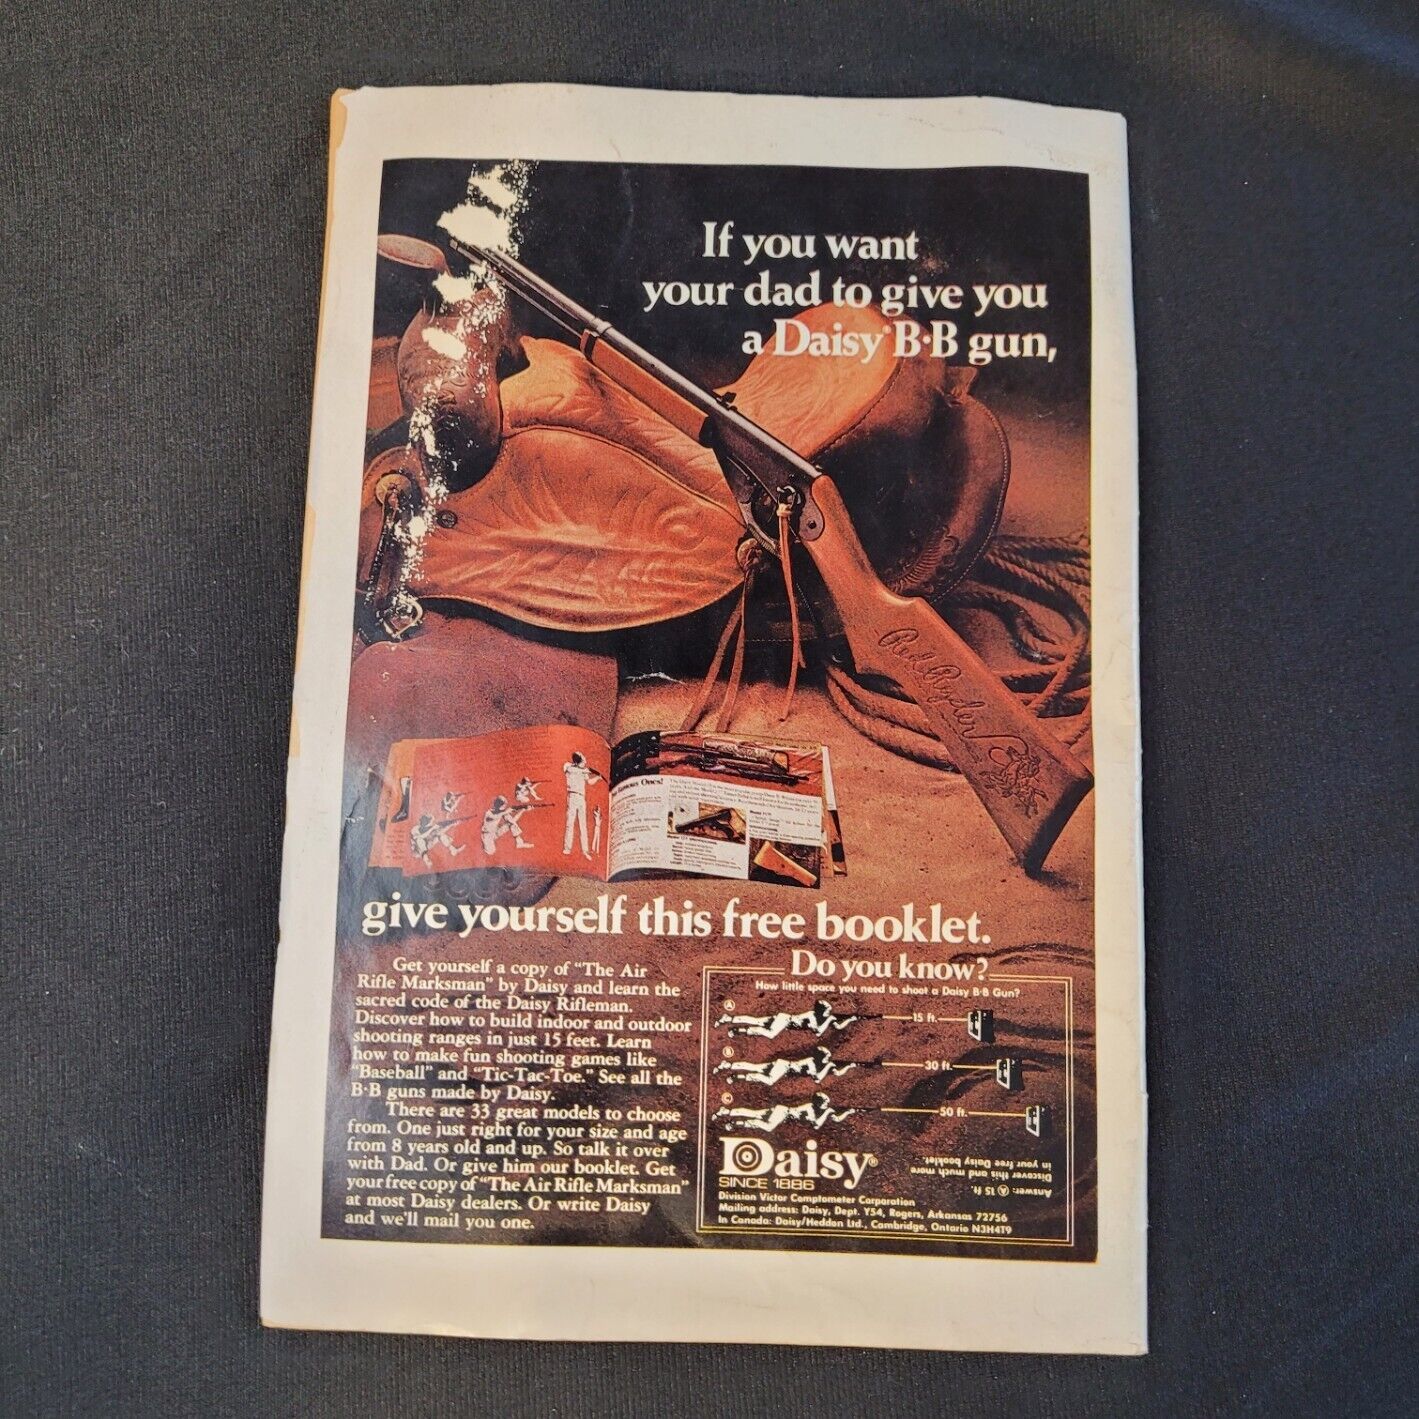 If you want
your dad to give you
a Daisy® B·B gun,
Red Ryder
Famous Ones!
give yourself this free booklet.
Get yourself a copy of "The Air
Rifle Marksman" by Daisy and learn the
sacred code of the Daisy Rifleman.
Discover how to build indoor and outdoor
shooting ranges in just 15 feet. Learn
how to make fun shooting games like
"Baseball" and "Tic-Tac-Toe." See all the
B·B guns made by Daisy.
There are 33 great models to choose
from. One just right for your size and age
from 8 years old and up. So talk it over
with Dad. Or give him our booklet. Get
your free copy of "The Air Rifle Marksman"
at most Daisy dealers. Or write Daisy
and we'll mail you one.
Do you know?
How little space you need to shoot a Daisy B·B Gun?
A 15 ft.
B 30 ft.
C 50 ft.
Daisy®
SINCE 1886
Answer: A 15 ft.
Discover this and much more
in your free Daisy booklet.
Division Victor Comptometer Corporation
Mailing address: Daisy, Dept. Y54, Rogers, Arkansas 72756
In Canada: Daisy/Heddon Ltd., Cambridge, Ontario N3H4T9